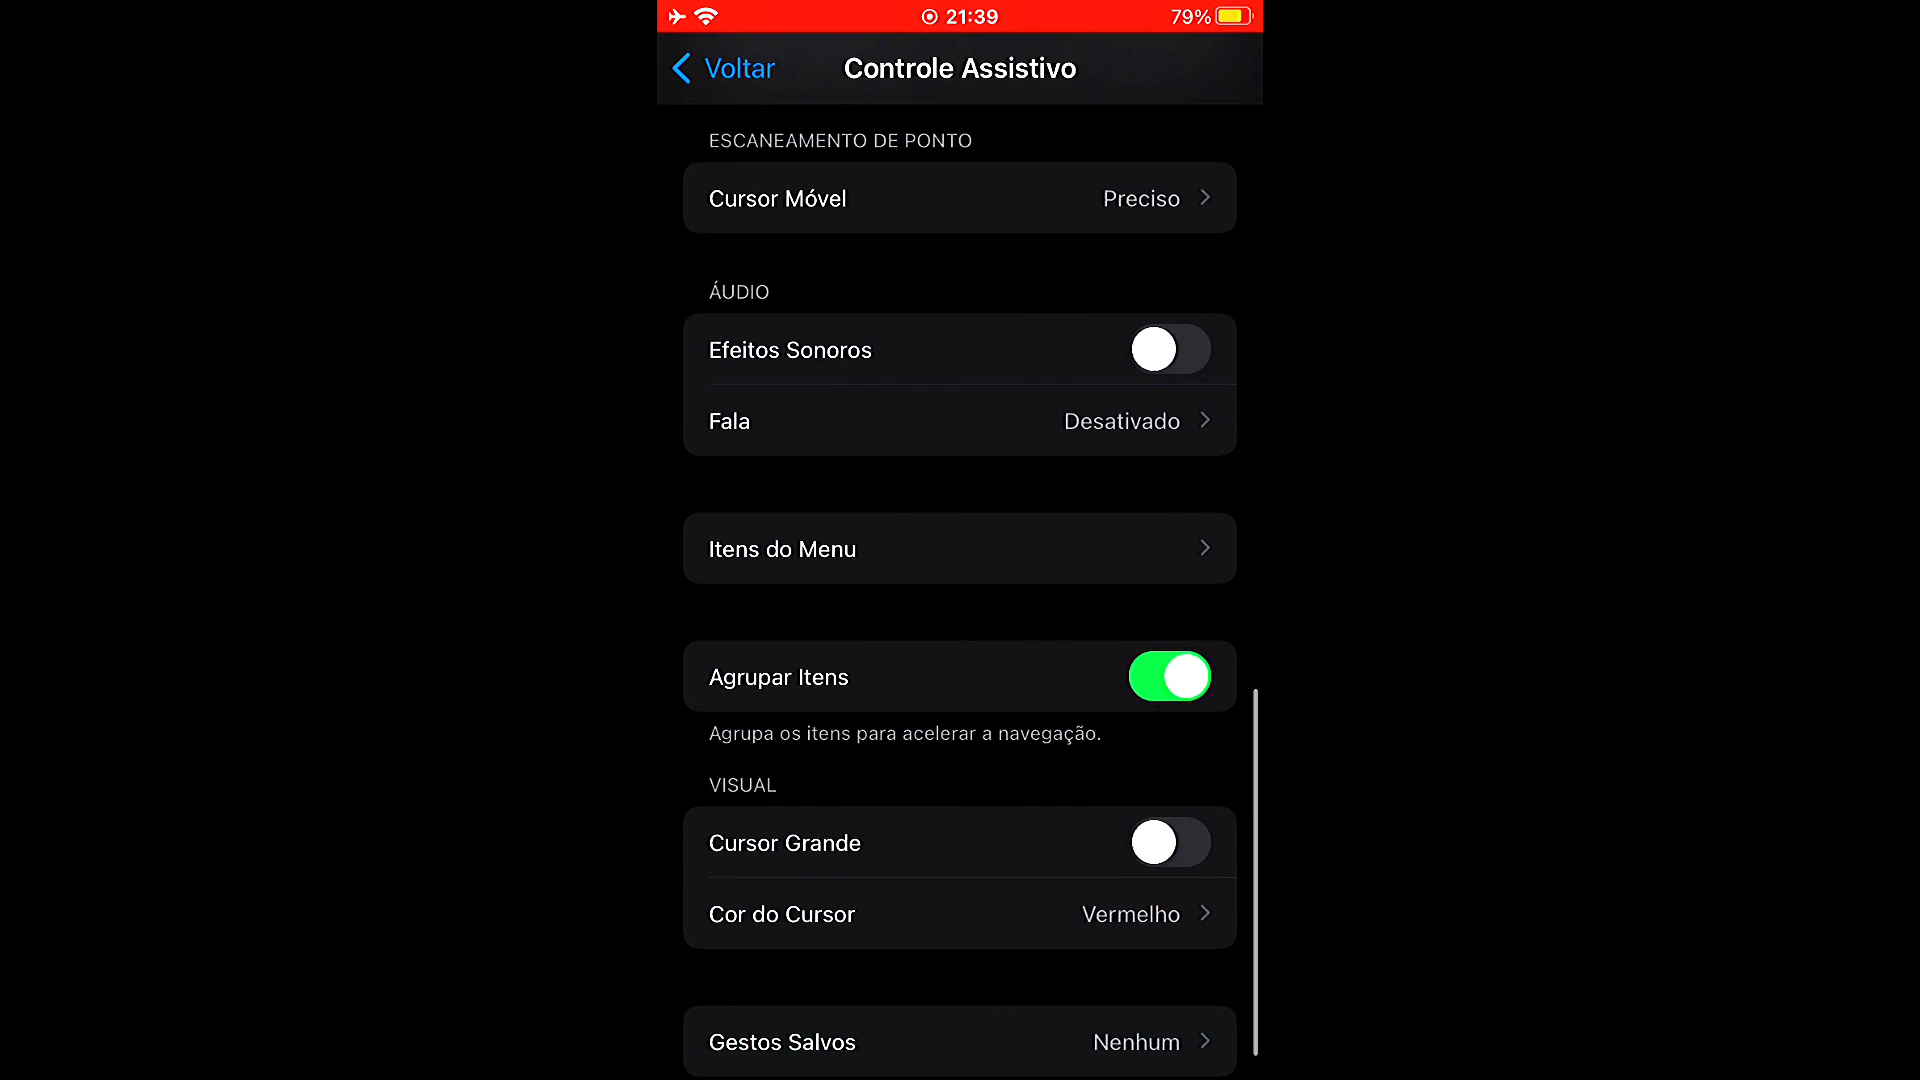 21:39
79%
Voltar
Controle Assistivo
ESCANEAMENTO DE PONTO
Cursor Móvel
Preciso
ÁUDIO
Efeitos Sonoros
Fala
Desativado
Itens do Menu
Agrupar Itens
Agrupa os itens para acelerar a navegação.
VISUAL
Cursor Grande
Cor do Cursor
Vermelho
Gestos Salvos
Nenhum